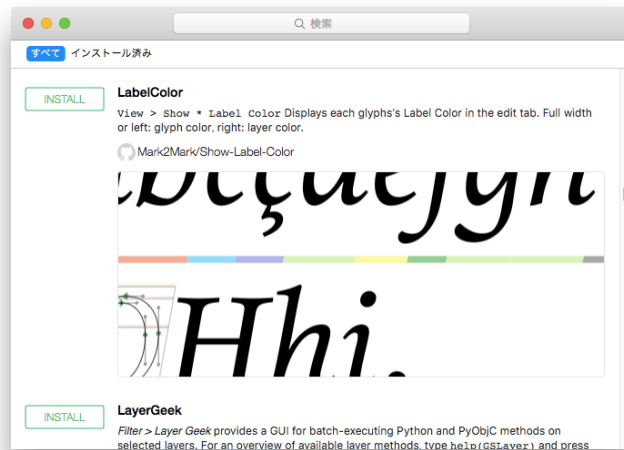 検索
すべて インストール済み
INSTALL
LabelColor
View > Show * Label Color Displays each glyphs's Label Color in the edit tab. Full width
or left: glyph color, right: layer color.
Mark2Mark/Show-Label-Color
Hhi.
INSTALL
LayerGeek
Filter > Layer Geek provides a GUI for batch-executing Python and PyObjC methods on
selected layers. For an overview of available layer methods, type help(GSLayer) and press